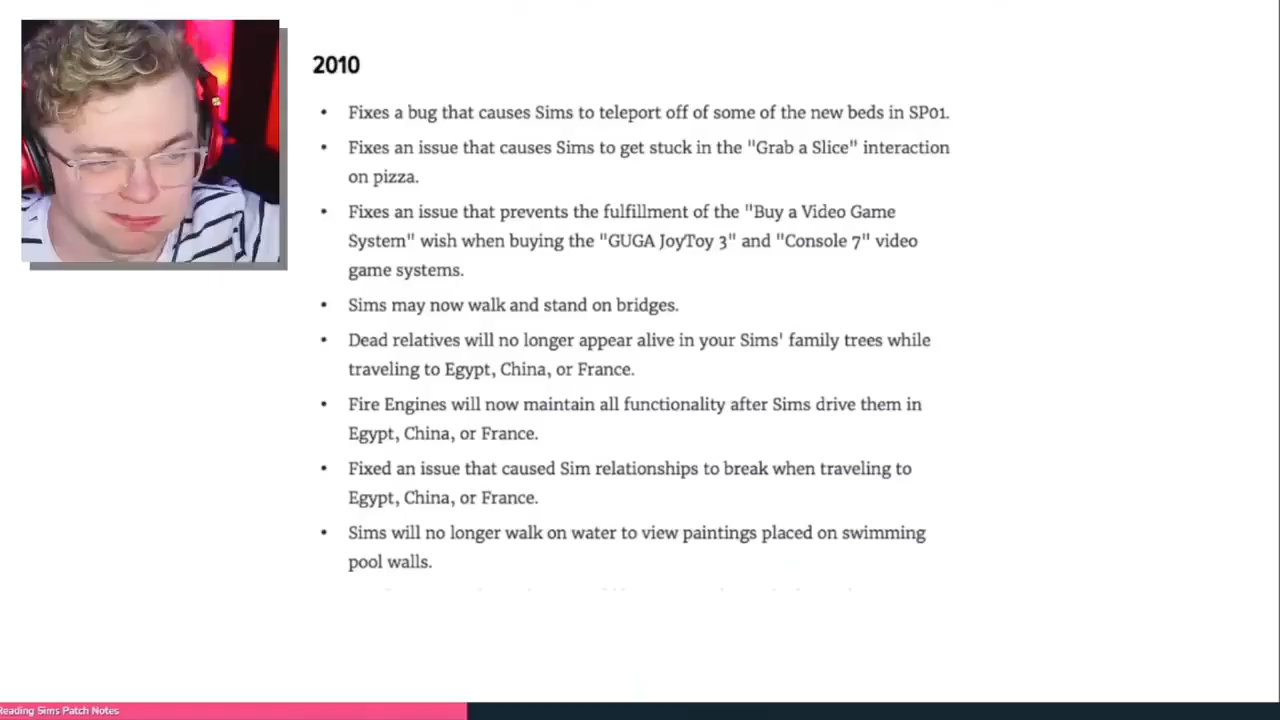 2010
• Fixes a bug that causes Sims to teleport off of some of the new beds in SP01.
• Fixes an issue that causes Sims to get stuck in the "Grab a Slice" interaction
on pizza.
• Fixes an issue that prevents the fulfillment of the "Buy a Video Game
System" wish when buying the "GUGA JoyToy 3" and "Console 7" video
game systems.
• Sims may now walk and stand on bridges.
• Dead relatives will no longer appear alive in your Sims' family trees while
traveling to Egypt, China, or France.
• Fire Engines will now maintain all functionality after Sims drive them in
Egypt, China, or France.
• Fixed an issue that caused Sim relationships to break when traveling to
Egypt, China, or France.
• Sims will no longer walk on water to view paintings placed on swimming
pool walls.
Reading Sims Patch Notes